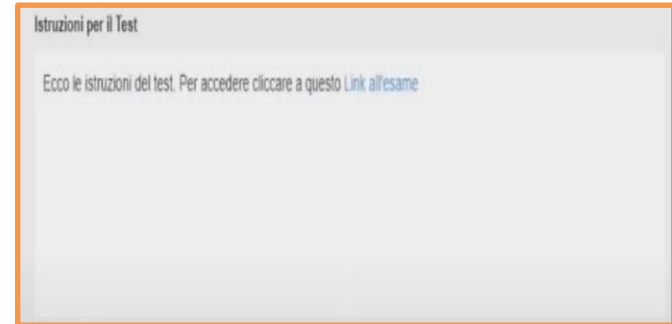 Istruzioni per il Test
Ecco le istruzioni del test. Per accedere cliccare a questo Link all'esame